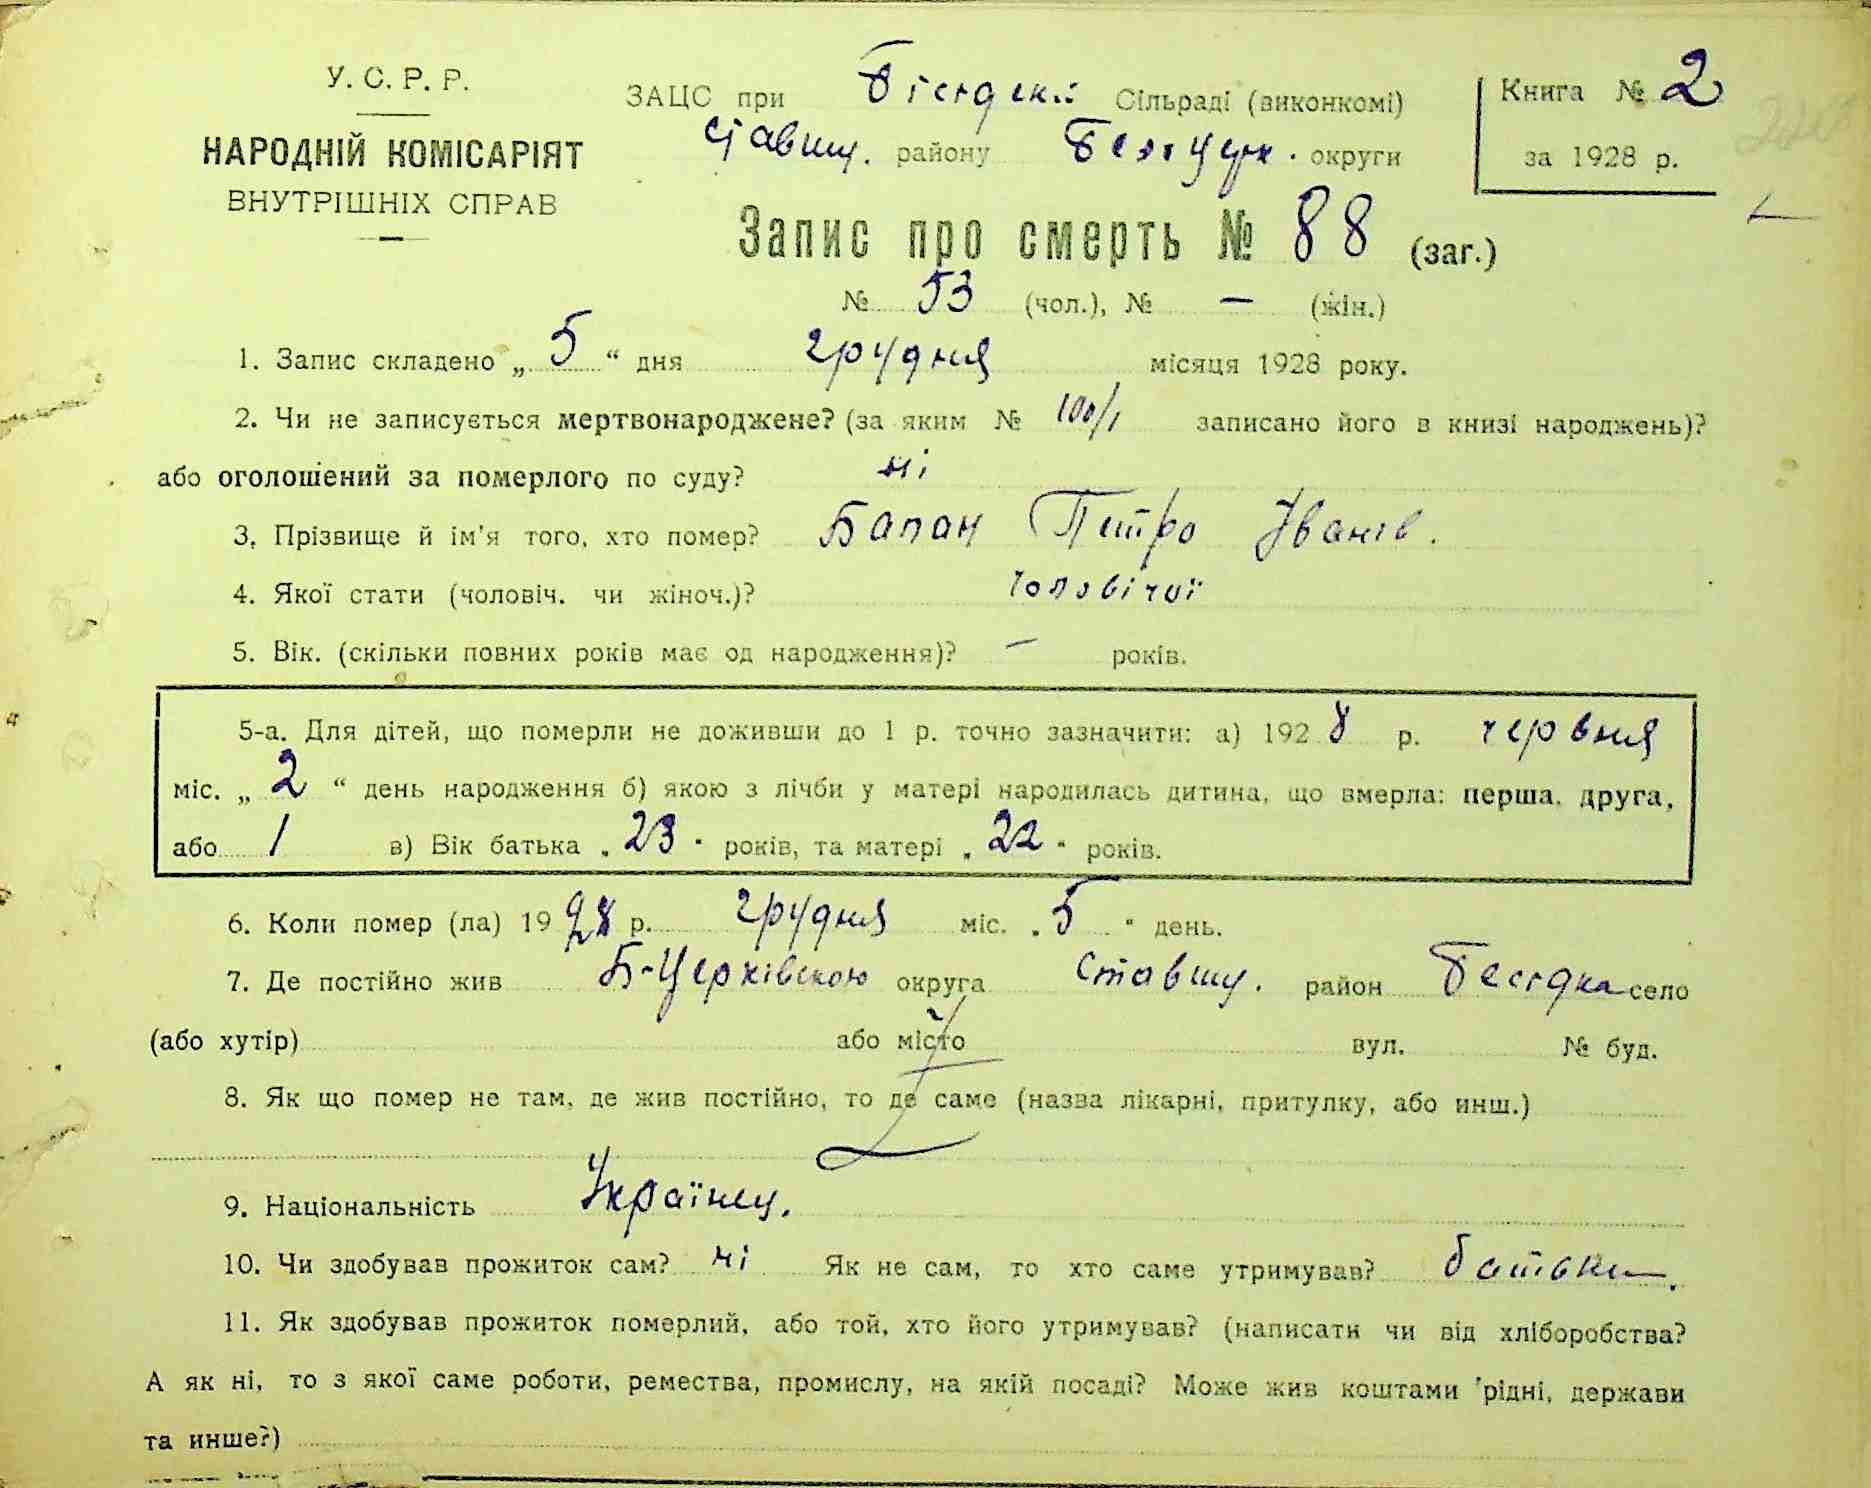 У. С. Р. Р.
НАРОДНІЙ КОМІСАРІЯТ
ВНУТРІШНІХ СПРАВ
ЗАЦС при Бесідській Сільраді (виконкомі)
Ставищ. району Білоцерк. округи
Книга № 2
за 1928 р.
Запис про смерть № 88 (заг.)
№ 53 (чол.), № — (жін.)
1. Запис складено „ 5 “ дня грудня місяця 1928 року.
2. Чи не записується мертвонароджене? (за яким № записано його в книзі народжень)?
або оголошений за померлого по суду? ні
3. Прізвище й ім'я того, хто помер? Бапан Петро Іванів.
4. Якої стати (чоловіч. чи жіноч.)? чоловічої
5. Вік. (скільки повних років має од народження)? — років.
5-а. Для дітей, що померли не доживши до 1 р. точно зазначити: а) 1928 р. червня
міс. „ 2 “ день народження б) якою з лічби у матері народилась дитина, що вмерла: перша, друга,
або 1 в) Вік батька „ 23 “ років, та матері „ 22 “ років.
6. Коли помер (ла) 1928 р. грудня міс. „ 5 “ день.
7. Де постійно жив Б-Церківською округа Ставищ. район Бесідка село
(або хутір) або місто вул. № буд.
8. Як що помер не там, де жив постійно, то де саме (назва лікарні, притулку, або инш.)
9. Національність Українец.
10. Чи здобував прожиток сам? ні Як не сам, то хто саме утримував? батьки.
11. Як здобував прожиток померлий, або той, хто його утримував? (написати чи від хліборобства?
А як ні, то з якої саме роботи, ремества, промислу, на якій посаді? Може жив коштами рідні, держави
та инше?)